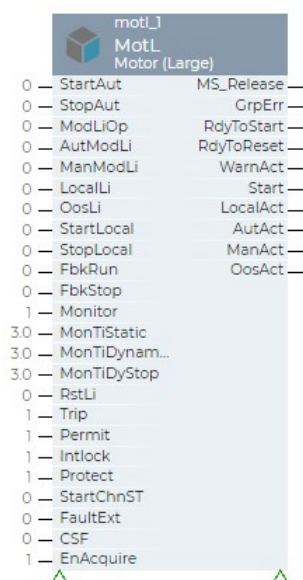 motl_1
MotL
Motor (Large)
0 StartAut MS_Release
0 StopAut GrpErr
0 ModLiOp RdyToStart
0 AutModLi RdyToReset
0 ManModLi WarnAct
0 LocalLi Start
0 OosLi LocalAct
0 StartLocal AutAct
0 StopLocal ManAct
0 FbkRun OosAct
0 FbkStop
1 Monitor
3.0 MonTiStatic
3.0 MonTiDynam...
3.0 MonTiDyStop
0 RstLi
1 Trip
1 Permit
1 Intlock
1 Protect
0 StartChnST
0 FaultExt
0 CSF
1 EnAcquire